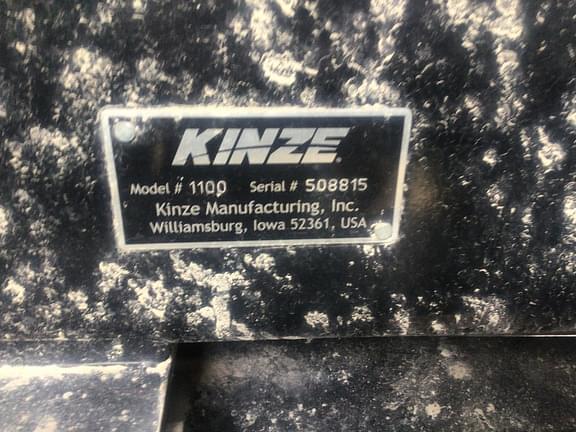 KINZE®
Model # 1100 Serial # 508815
Kinze Manufacturing, Inc.
Williamsburg, Iowa 52361, USA